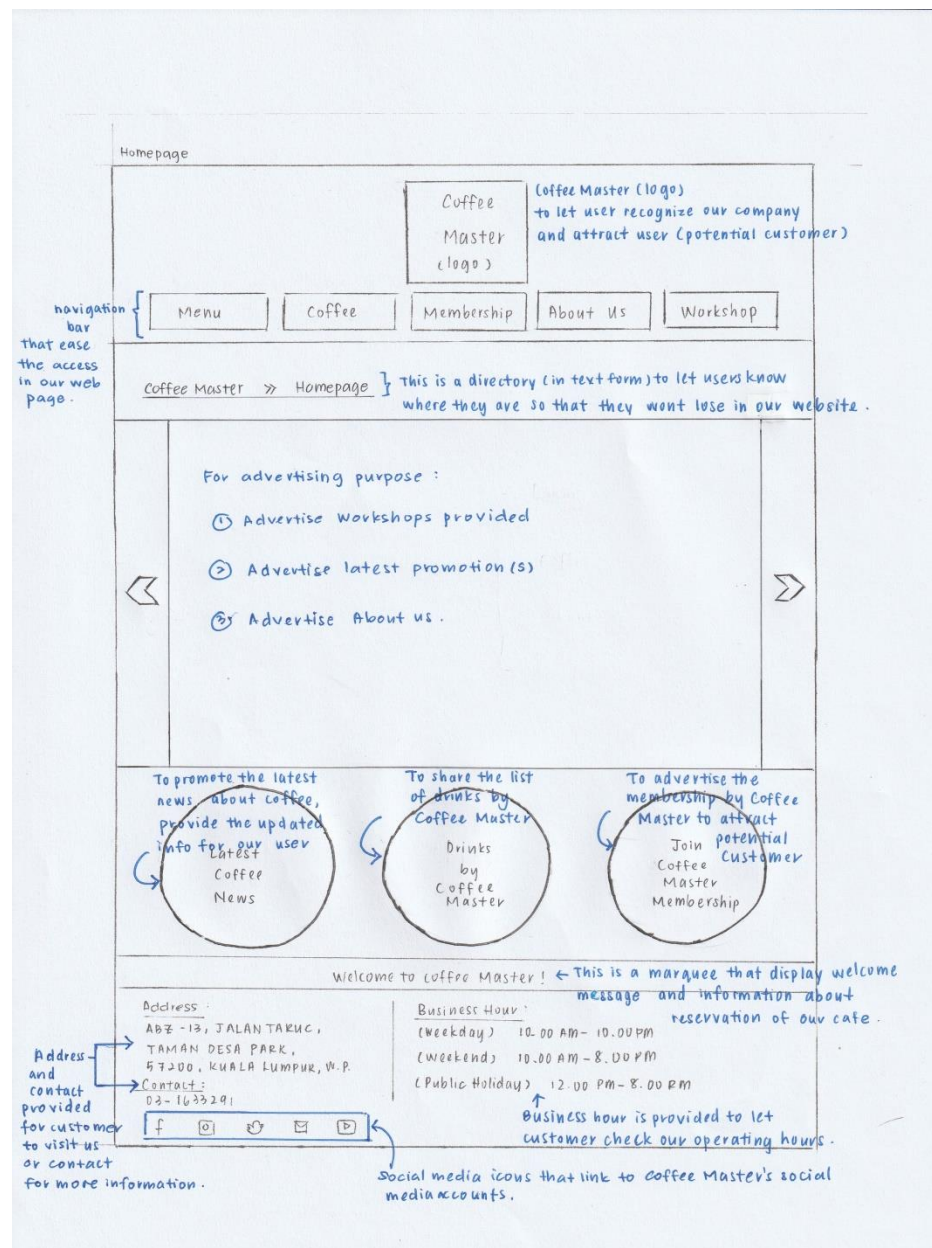 Homepage
Coffee
Master
(logo)
Coffee Master (logo)
to let user recognize our company
and attract user (potential customer)
navigation
bar
that ease
the access
in our web
page.
Menu
Coffee
Membership
About Us
Workshop
Coffee Master >> Homepage
This is a directory (in text form) to let users know
where they are so that they wont lose in our website.
For advertising purpose :
① Advertise Workshops provided
② Advertise latest promotion(s)
③ Advertise About us.
To promote the latest
news about coffee,
provide the updated
info for our user
Latest
Coffee
News
To share the list
of drinks by
Coffee Master
Drinks
by
Coffee
Master
To advertise the
membership by Coffee
Master to attract
potential
Customer
Join
Coffee
Master
Membership
Welcome to Coffee Master !
This is a marquee that display welcome
message and information about
reservation of our cafe.
Address :
ABZ-13, JALAN TARUC,
TAMAN DESA PARK,
57200, KUALA LUMPUR, W.P.
Contact :
03-1633291
Address
and
contact
provided
for customer
to visit us
or contact
for more information.
Business Hour :
(Weekday) 10.00 AM - 10.00 PM
(Weekend) 10.00 AM - 8.00 PM
(Public Holiday) 12.00 PM - 8.00 PM
Business hour is provided to let
customer check our operating hours.
f
Social media icons that link to Coffee Master's social
media accounts.